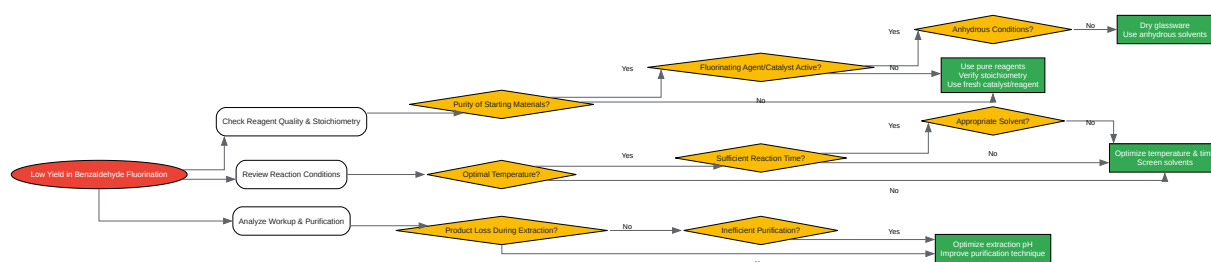 Anhydrous Conditions?
No
Dry glassware
Use anhydrous solvents
Yes
Fluorinating Agent/Catalyst Active?
No
Yes
Use pure reagents
Verify stoichiometry
Use fresh catalyst/reagent
Purity of Starting Materials?
No
Check Reagent Quality & Stoichiometry
Appropriate Solvent?
No
Yes
Sufficient Reaction Time?
No
Yes
Optimize temperature & tim
Screen solvents
Low Yield in Benzaldehyde Fluorination
Review Reaction Conditions
Optimal Temperature?
No
Analyze Workup & Purification
Product Loss During Extraction?
No
Inefficient Purification?
Yes
Optimize extraction pH
Improve purification technique